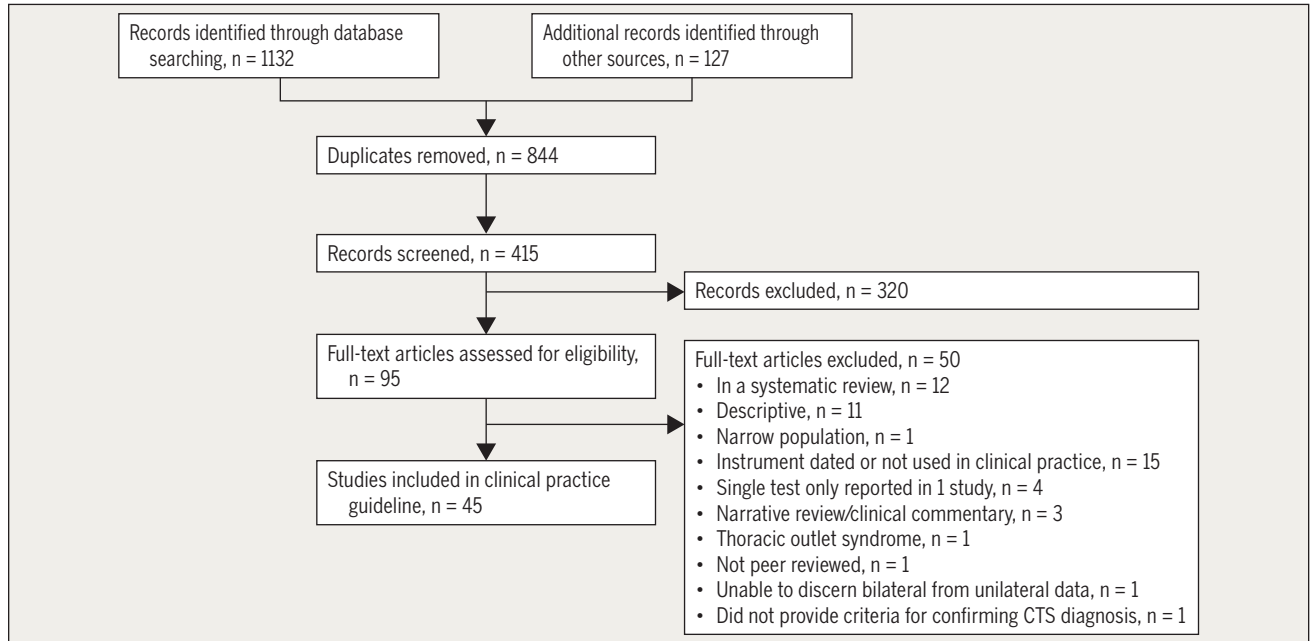 Records identified through database
searching, n = 1132
Additional records identified through
other sources, n = 127
Duplicates removed, n = 844
Records screened, n = 415
Records excluded, n = 320
Full-text articles assessed for eligibility,
n = 95
Full-text articles excluded, n = 50
• In a systematic review, n = 12
• Descriptive, n = 11
• Narrow population, n = 1
• Instrument dated or not used in clinical practice, n = 15
• Single test only reported in 1 study, n = 4
• Narrative review/clinical commentary, n = 3
• Thoracic outlet syndrome, n = 1
• Not peer reviewed, n = 1
• Unable to discern bilateral from unilateral data, n = 1
• Did not provide criteria for confirming CTS diagnosis, n = 1
Studies included in clinical practice
guideline, n = 45